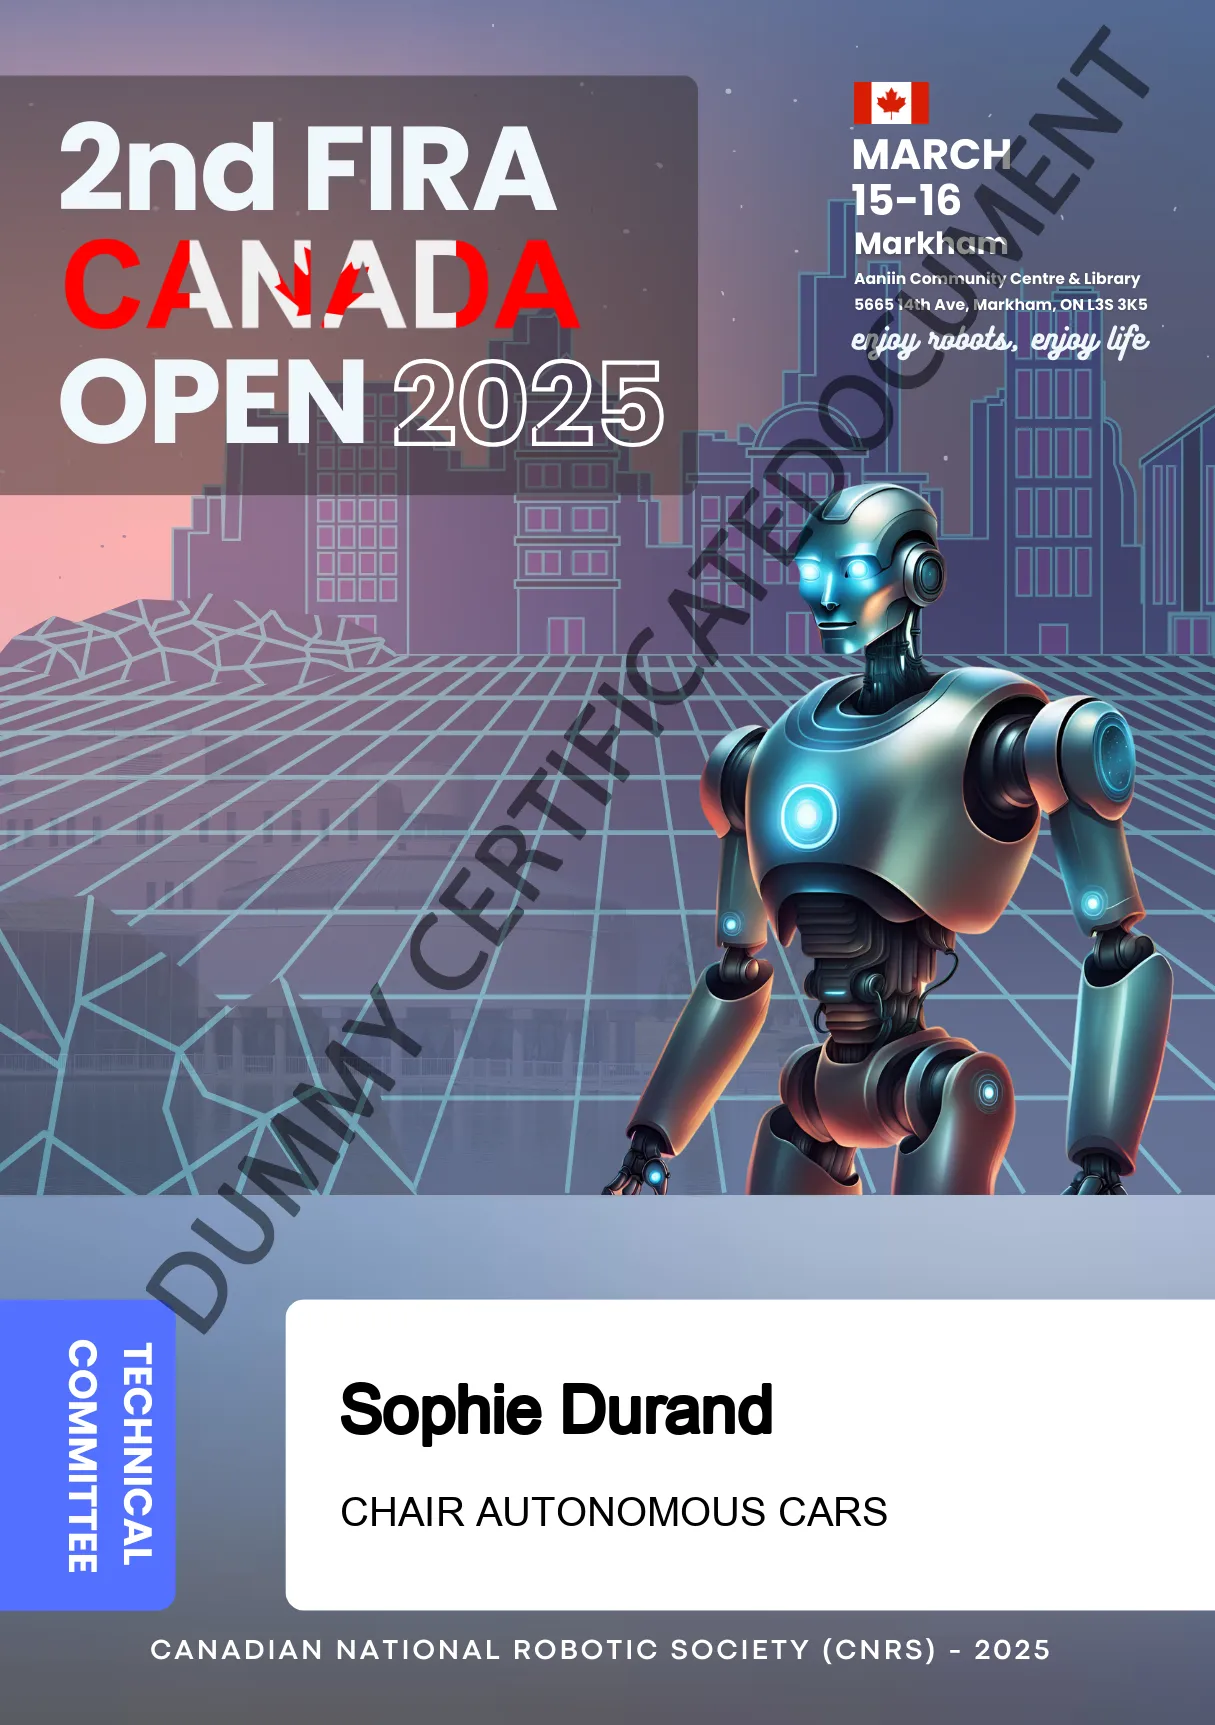 2nd FIRA
CANADA
OPEN 2025
MARCH
15-16
Markham
Aaniin Community Centre & Library
5665 14th Ave, Markham, ON L3S 3K5
enjoy robots, enjoy life
DUMMY CERTIFICATEDOCUMENT
TECHNICAL
COMMITTEE
Sophie Durand
CHAIR AUTONOMOUS CARS
CANADIAN NATIONAL ROBOTIC SOCIETY (CNRS) - 2025